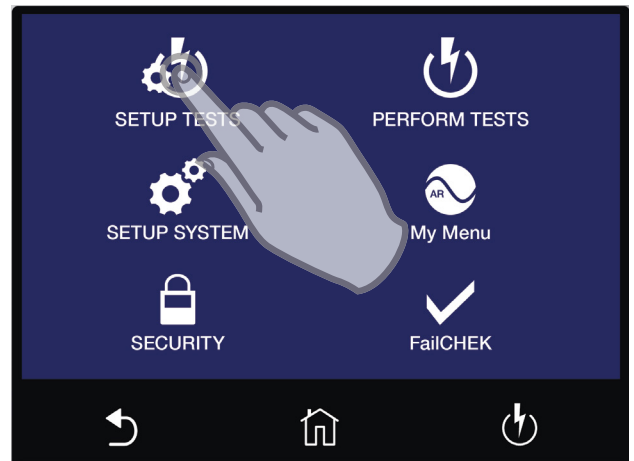 SETUP TESTS
PERFORM TESTS
SETUP SYSTEM
AR
My Menu
SECURITY
FailCHEK